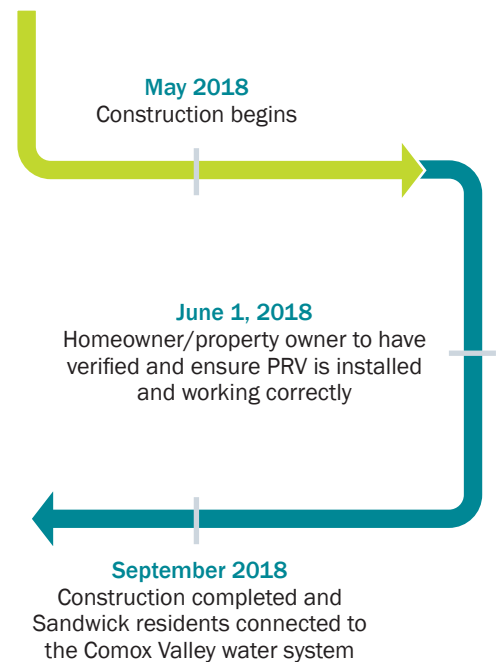 May 2018
Construction begins
June 1, 2018
Homeowner/property owner to have
verified and ensure PRV is installed
and working correctly
September 2018
Construction completed and
Sandwick residents connected to
the Comox Valley water system